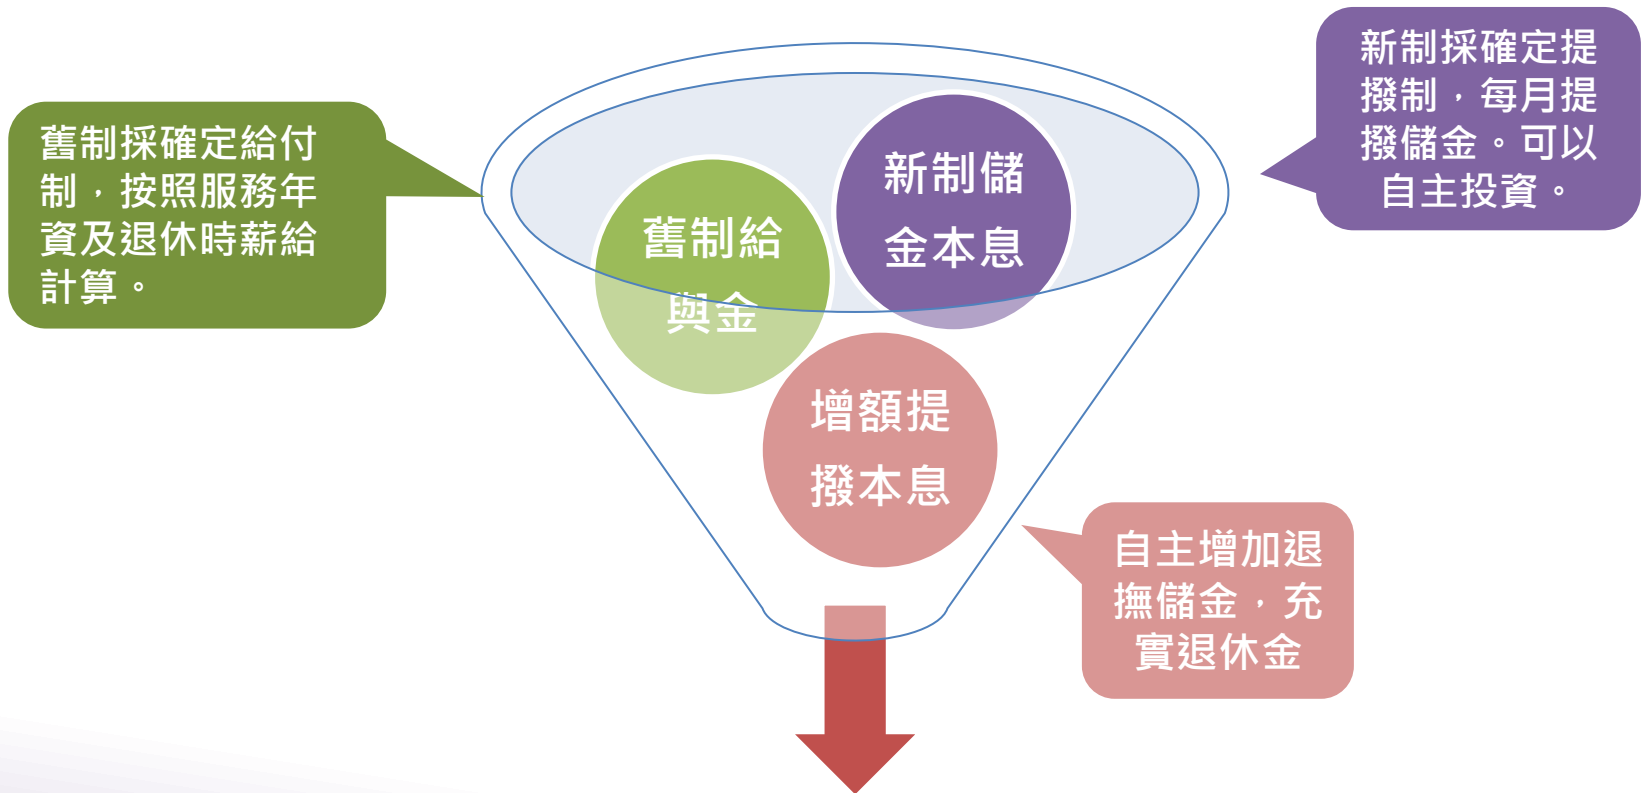 舊制採確定給付
制，按照服務年
資及退休時薪給
計算。
舊制給
與金
新制儲
金本息
增額提
撥本息
新制採確定提
撥制，每月提
撥儲金。可以
自主投資。
自主增加退
撫儲金，充
實退休金